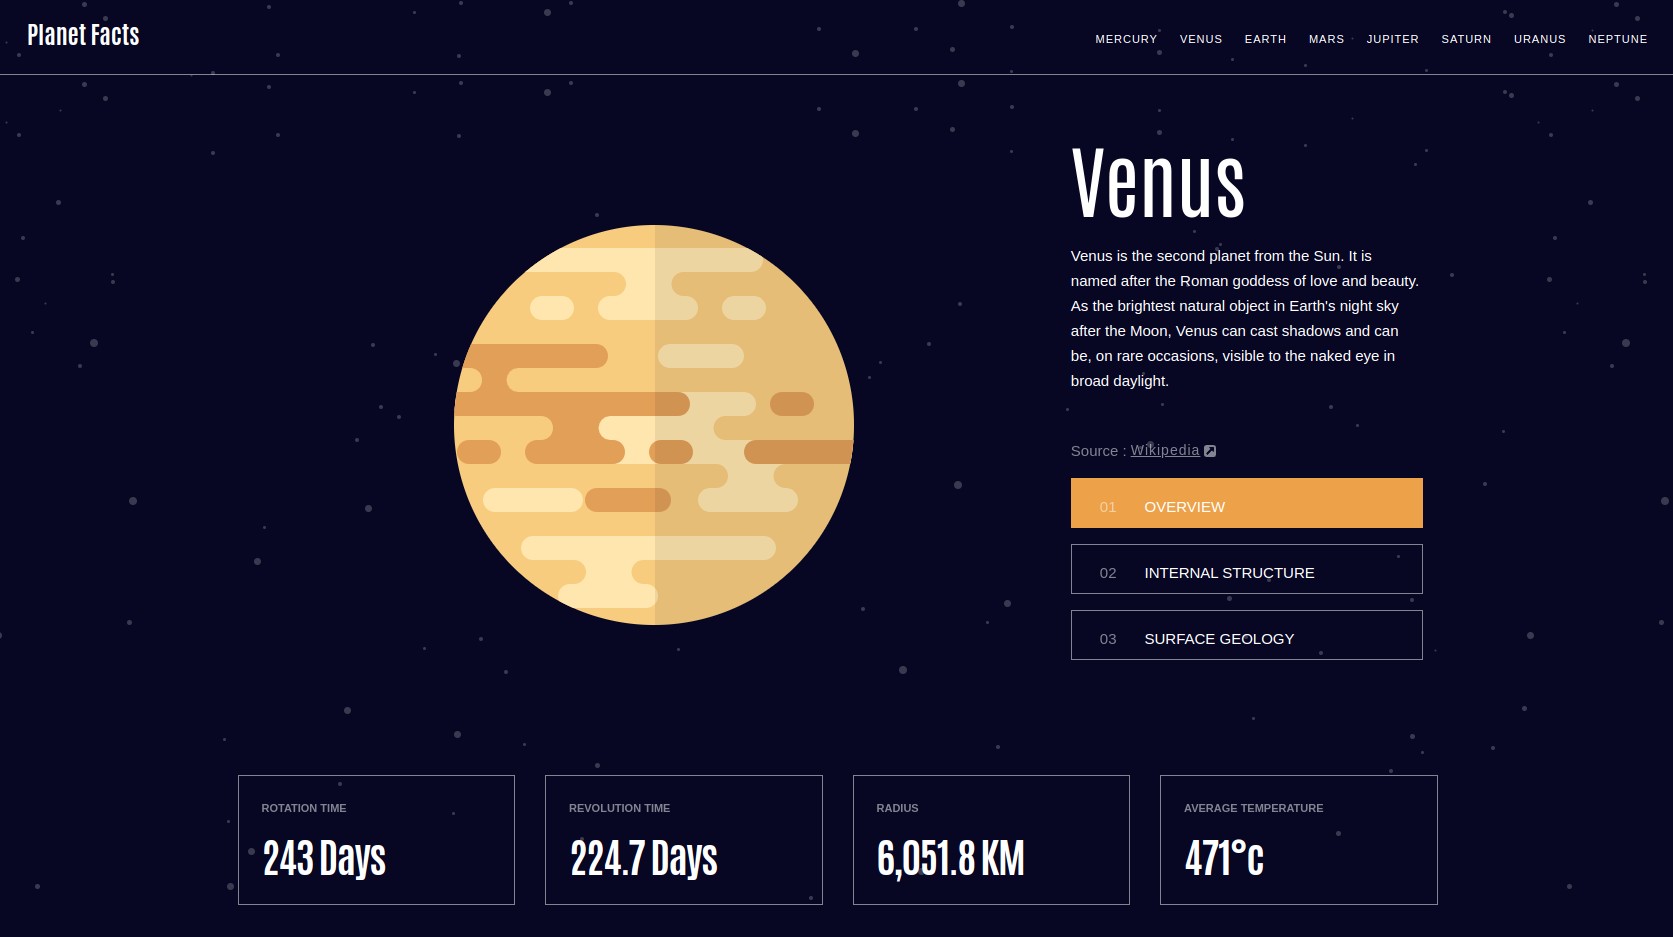 Planet Facts
MERCURY VENUS EARTH MARS JUPITER SATURN URANUS NEPTUNE
Venus
Venus is the second planet from the Sun. It is
named after the Roman goddess of love and beauty.
As the brightest natural object in Earth's night sky
after the Moon, Venus can cast shadows and can
be, on rare occasions, visible to the naked eye in
broad daylight.
Source : Wikipedia
01 OVERVIEW
02 INTERNAL STRUCTURE
03 SURFACE GEOLOGY
ROTATION TIME
243 Days
REVOLUTION TIME
224.7 Days
RADIUS
6,051.8 KM
AVERAGE TEMPERATURE
471°c